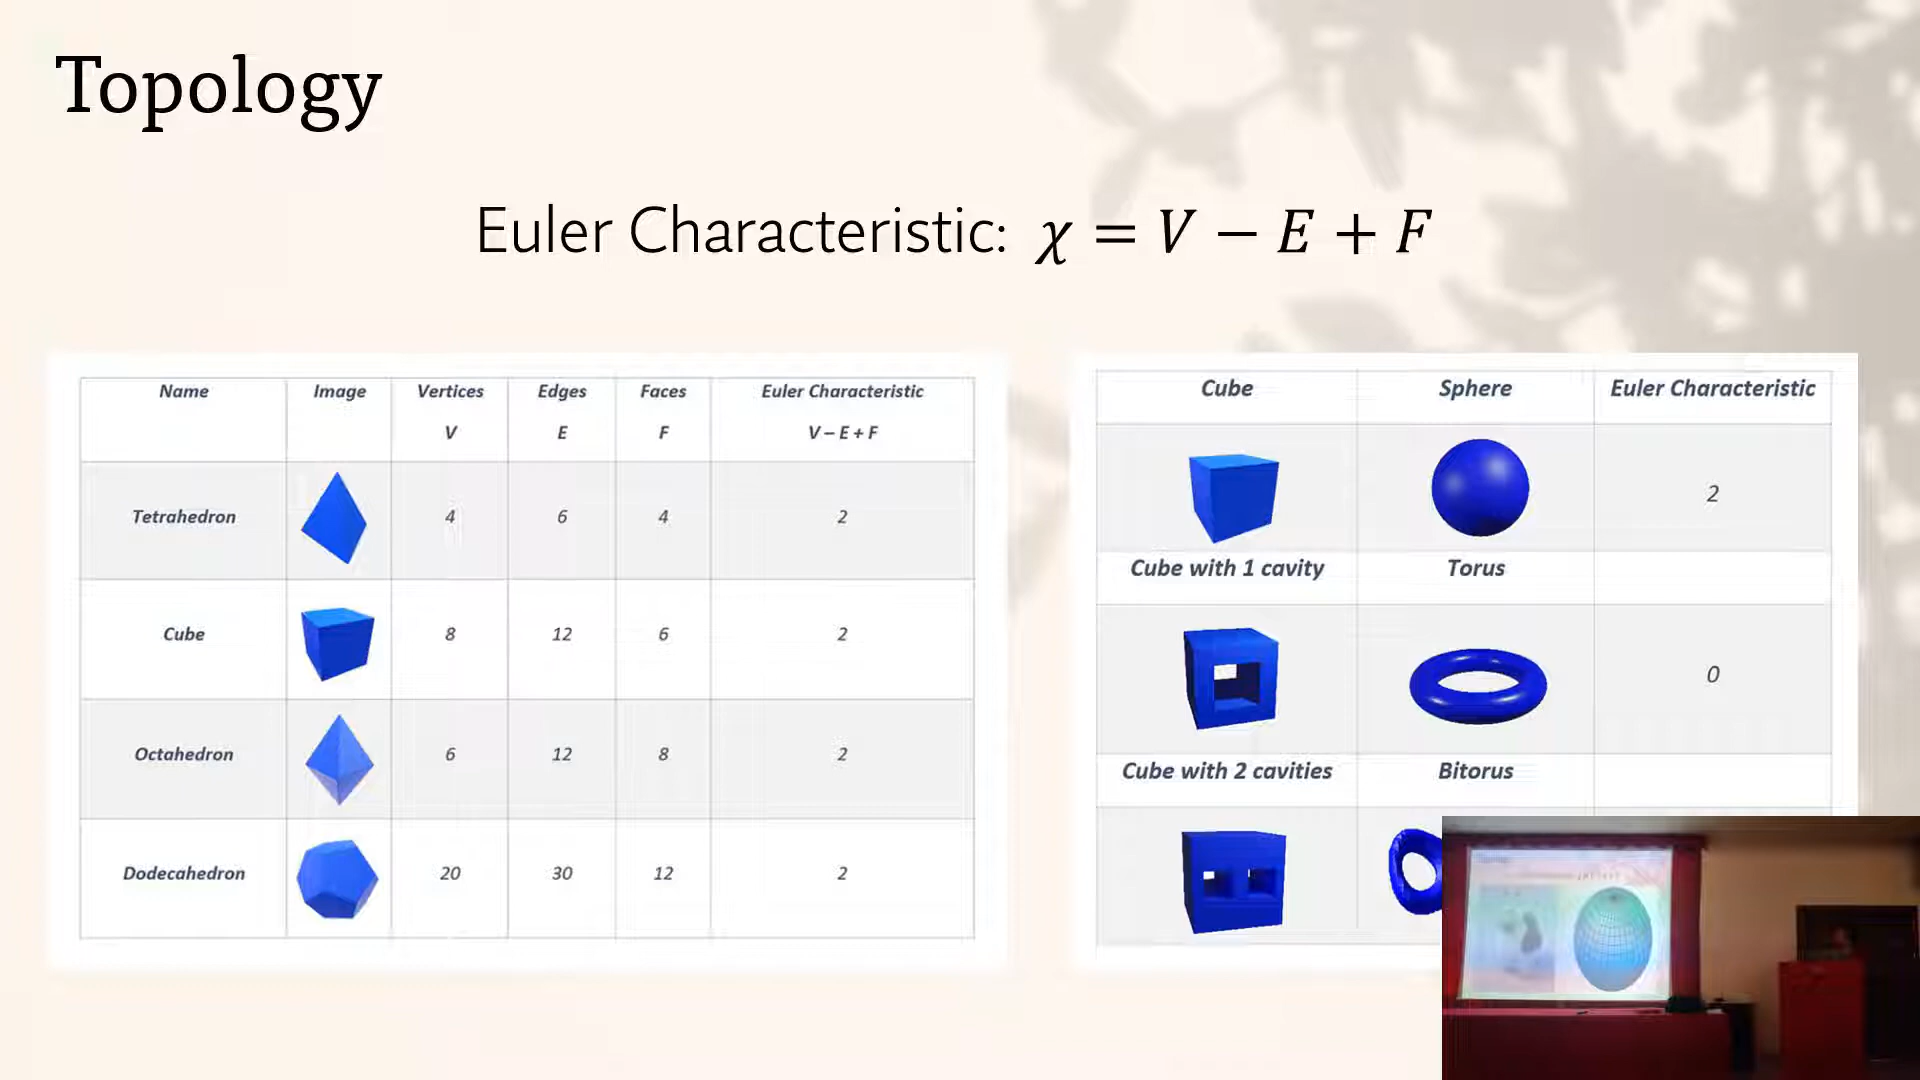 Topology
Euler Characteristic: χ = V − E + F
Name Image Vertices Edges Faces Euler Characteristic
V E F V – E + F
Tetrahedron 4 6 4 2
Cube 8 12 6 2
Octahedron 6 12 8 2
Dodecahedron 20 30 12 2
Cube Sphere Euler Characteristic
2
Cube with 1 cavity Torus
0
Cube with 2 cavities Bitorus